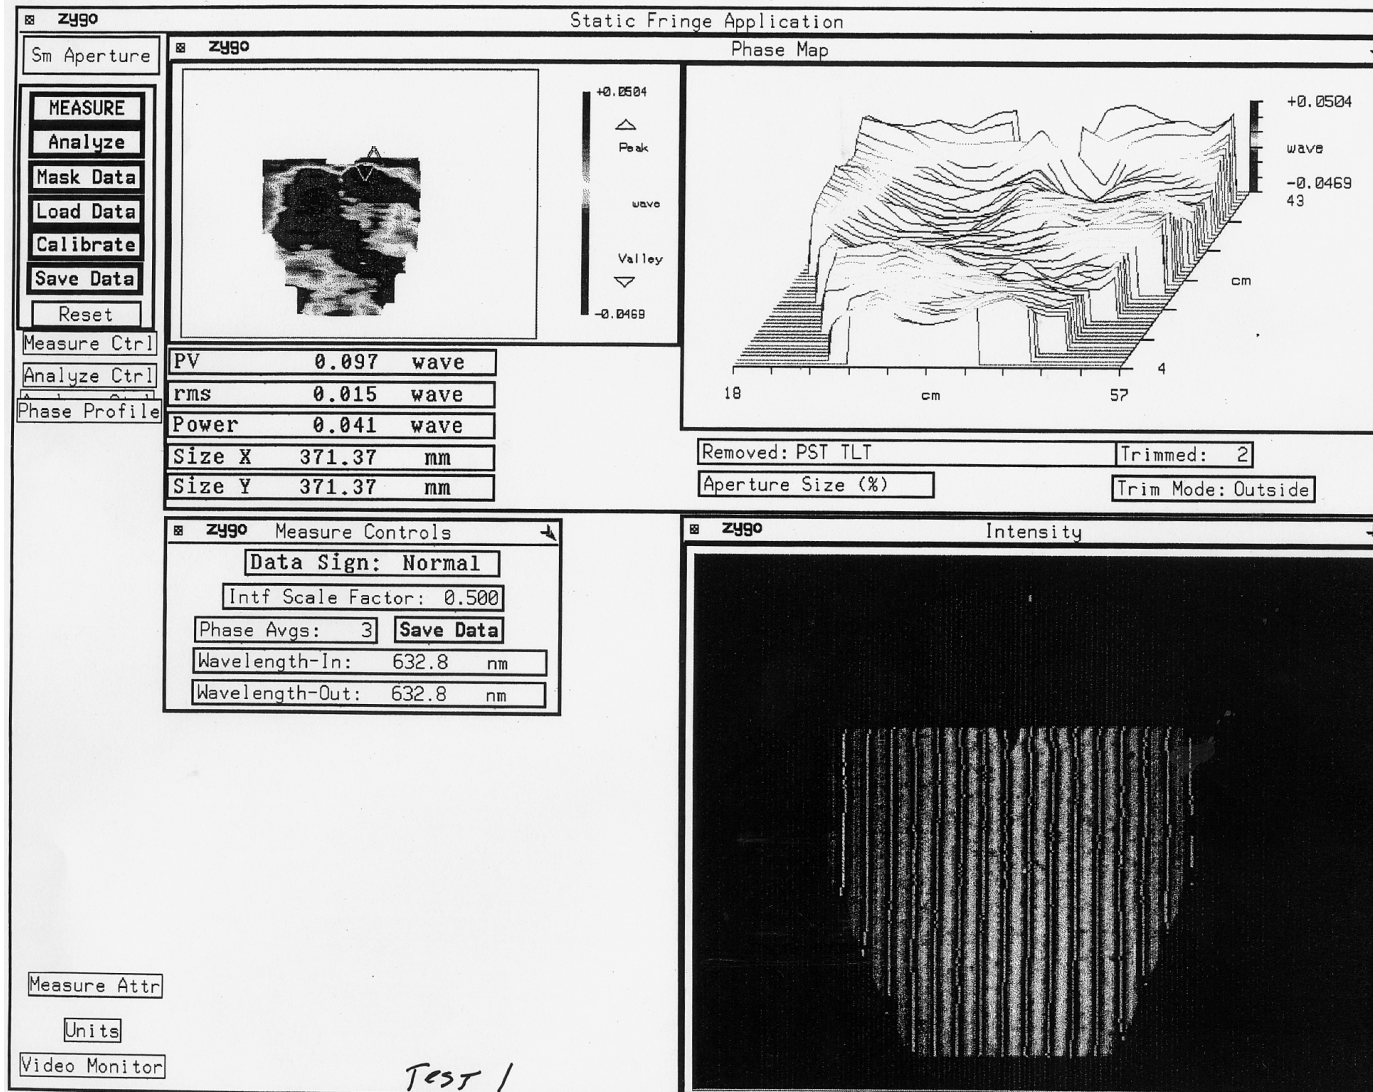 zygo Static Fringe Application
Sm Aperture
MEASURE
Analyze
Mask Data
Load Data
Calibrate
Save Data
Reset
Measure Ctrl
Analyze Ctrl
Phase Profile
Measure Attr
Units
Video Monitor
zygo Phase Map
+0.0504
Peak
wave
Valley
-0.0469
+0.0504
wave
-0.0469
43
cm
4
18 cm 57
PV 0.097 wave
rms 0.015 wave
Power 0.041 wave
Size X 371.37 mm
Size Y 371.37 mm
Removed: PST TLT
Trimmed: 2
Aperture Size (%)
Trim Mode: Outside
zygo Measure Controls
Data Sign: Normal
Intf Scale Factor: 0.500
Phase Avgs: 3 Save Data
Wavelength-In: 632.8 nm
Wavelength-Out: 632.8 nm
zygo Intensity
TEST 1